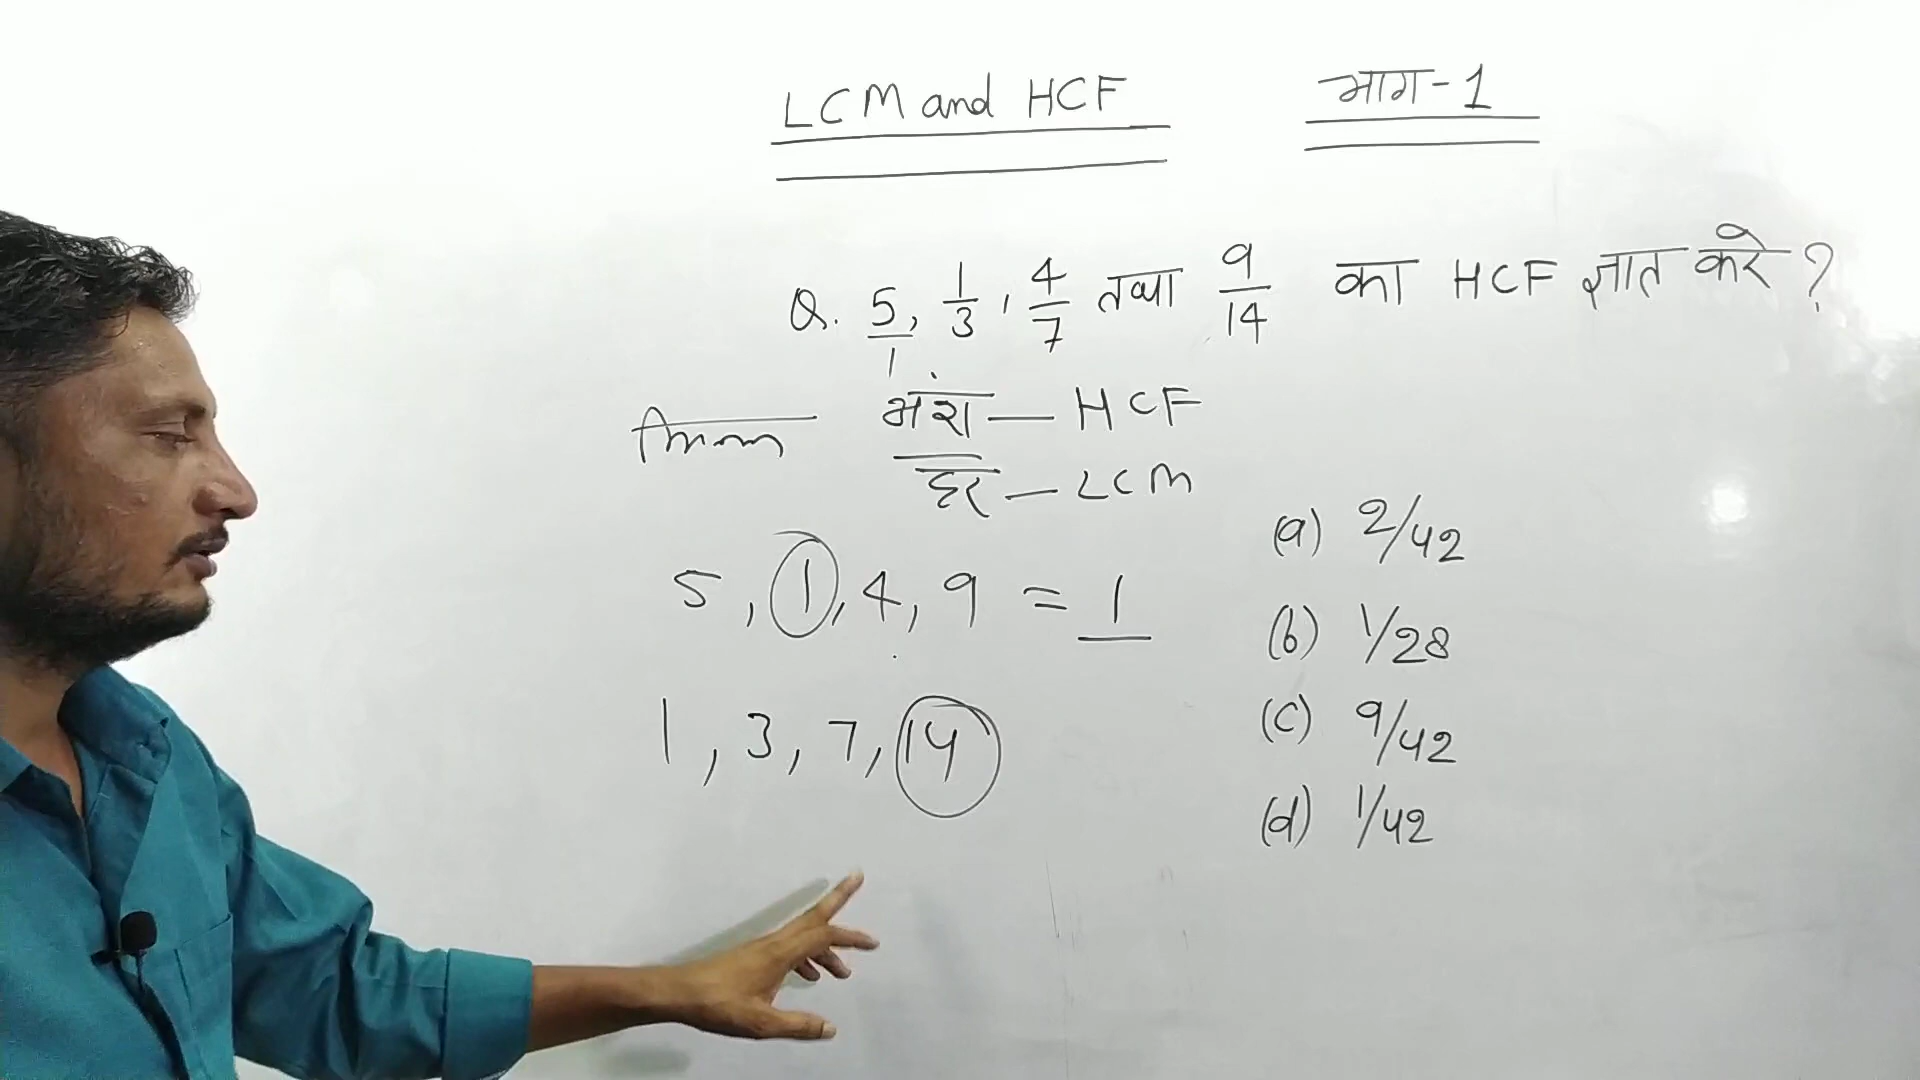 LCM and HCF भाग-1
Q. 5/1, 1/3, 4/7 तथा 9/14 का HCF ज्ञात करे ?
नियम अंश — HCF
हर — LCM
5, 1, 4, 9 = 1
1, 3, 7, 14
(a) 2/42
(b) 1/28
(c) 9/42
(d) 1/42